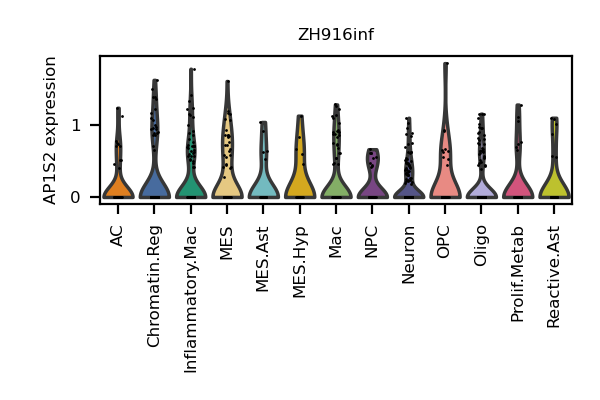 ZH916inf
AP1S2 expression
1
0
AC
Chromatin.Reg
Inflammatory.Mac
MES
MES.Ast
MES.Hyp
Mac
NPC
Neuron
OPC
Oligo
Prolif.Metab
Reactive.Ast